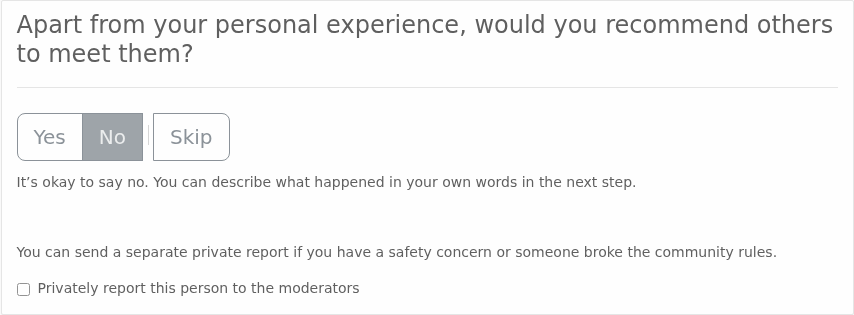 Apart from your personal experience, would you recommend others
to meet them?
Yes No Skip
It’s okay to say no. You can describe what happened in your own words in the next step.
You can send a separate private report if you have a safety concern or someone broke the community rules.
Privately report this person to the moderators